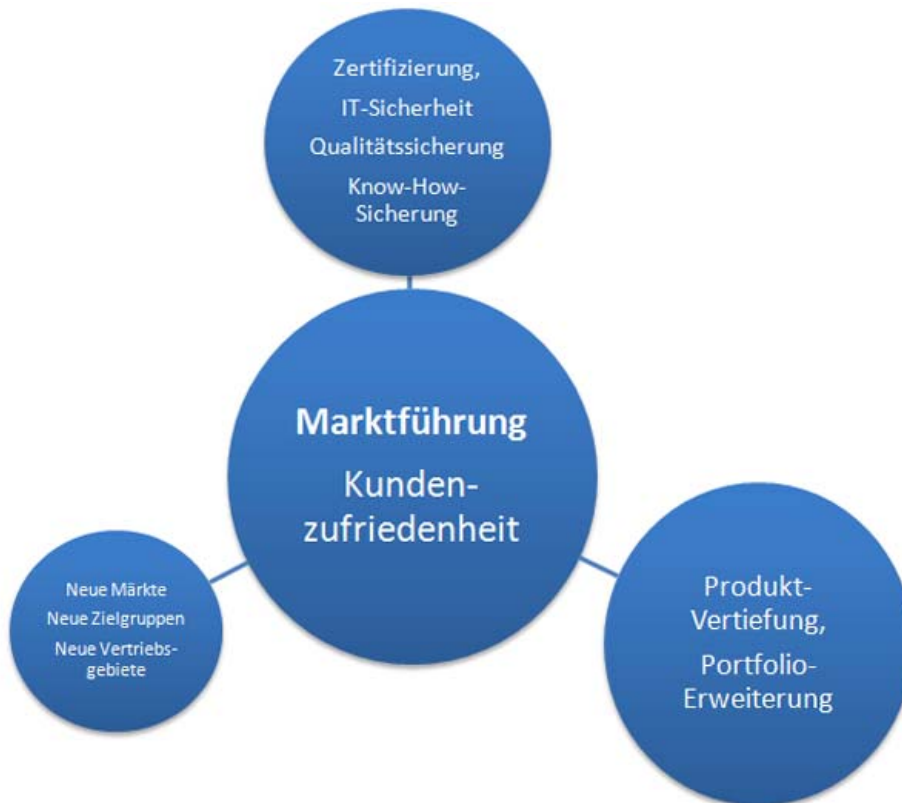 Zertifizierung,
IT-Sicherheit
Qualitätssicherung
Know-How-
Sicherung
Marktführung
Kunden-
zufriedenheit
Neue Märkte
Neue Zielgruppen
Neue Vertriebs-
gebiete
Produkt-
Vertiefung,
Portfolio-
Erweiterung